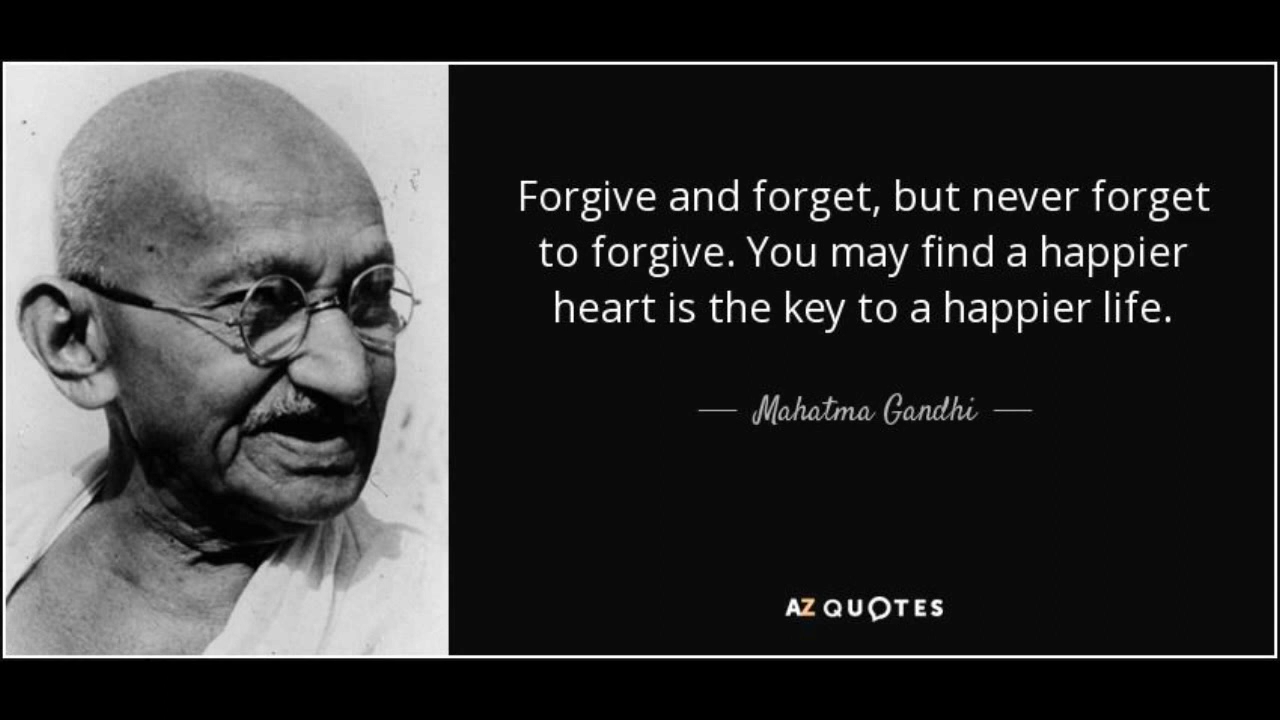 Forgive and forget, but never forget
to forgive. You may find a happier
heart is the key to a happier life.
Mahatma Gandhi
AZ QUOTES